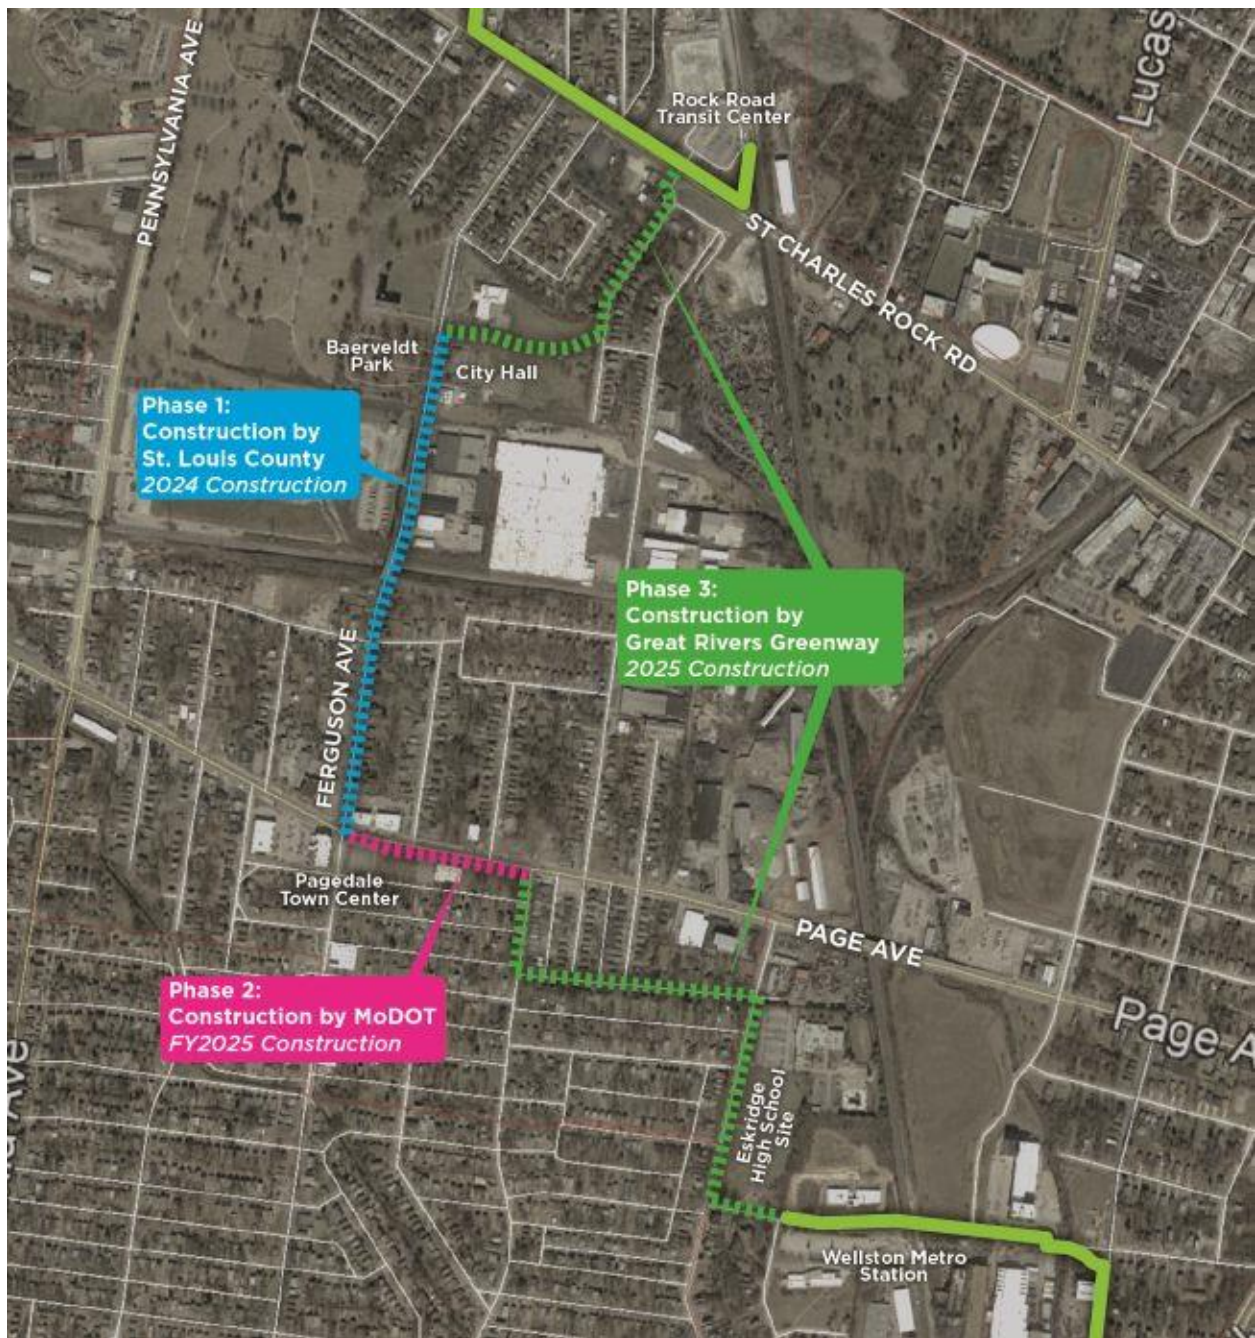 PENNSYLVANIA AVE
Lucas
Rock Road
Transit Center
ST CHARLES ROCK RD
Baerveldt
Park
City Hall
Phase 1:
Construction by
St. Louis County
2024 Construction
Phase 3:
Construction by
Great Rivers Greenway
2025 Construction
FERGUSON AVE
Pagedale
Town Center
PAGE AVE
Phase 2:
Construction by MoDOT
FY2025 Construction
Page A
Ave
Eskridge
High School
Site
Wellston Metro
Station